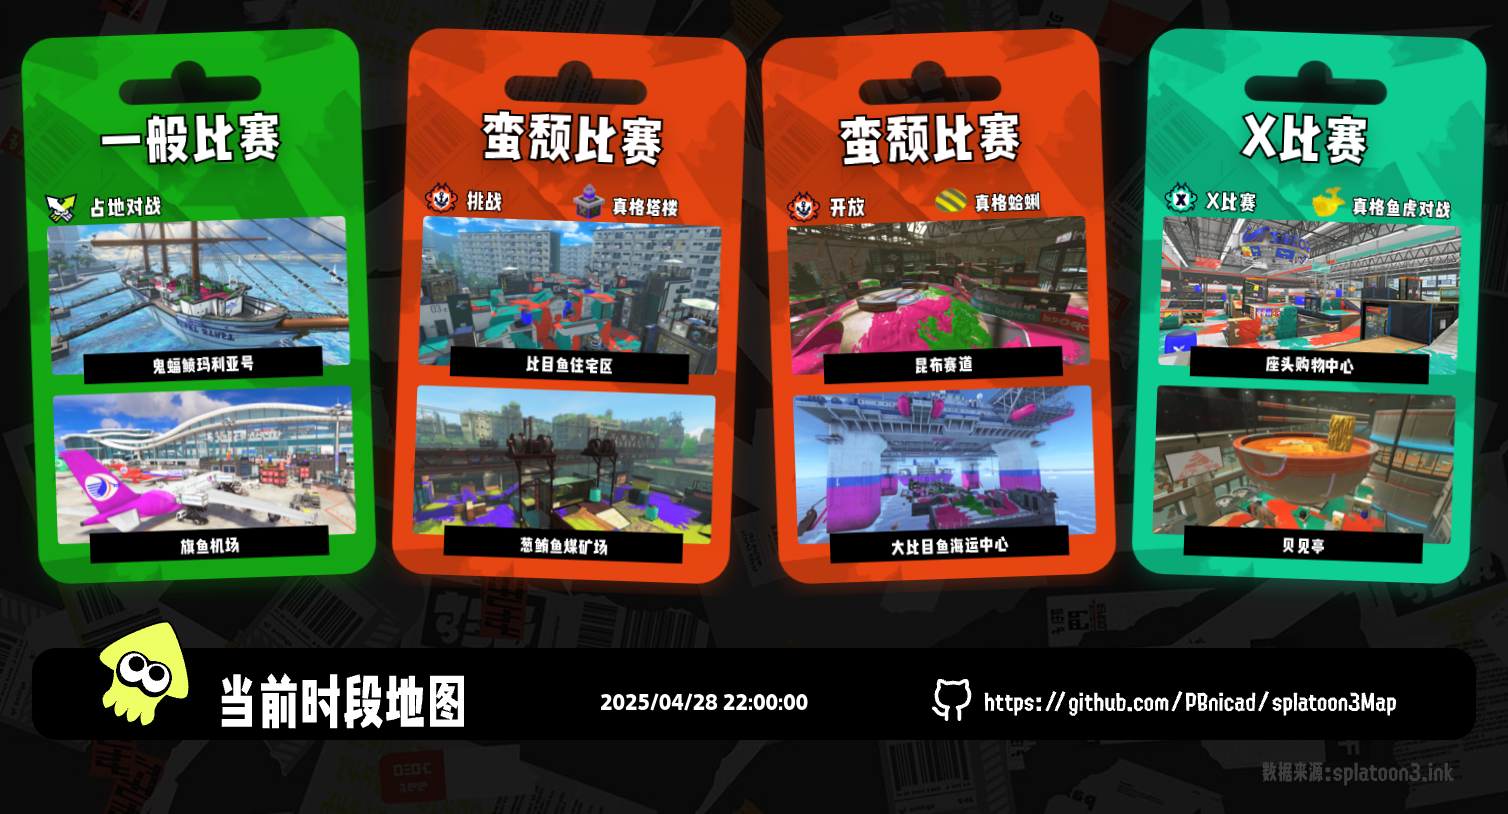 一般比赛
占地对战
鬼蝠鲼玛利亚号
旗鱼机场
蛮颓比赛
挑战
真格塔楼
比目鱼住宅区
葱鲔鱼煤矿场
蛮颓比赛
开放
真格蛤蜊
昆布赛道
大比目鱼海运中心
X比赛
X比赛
真格鱼虎对战
座头购物中心
贝见亭
当前时段地图
2025/04/28 22:00:00
https://github.com/PBnicad/splatoon3Map
数据来源:splatoon3.ink